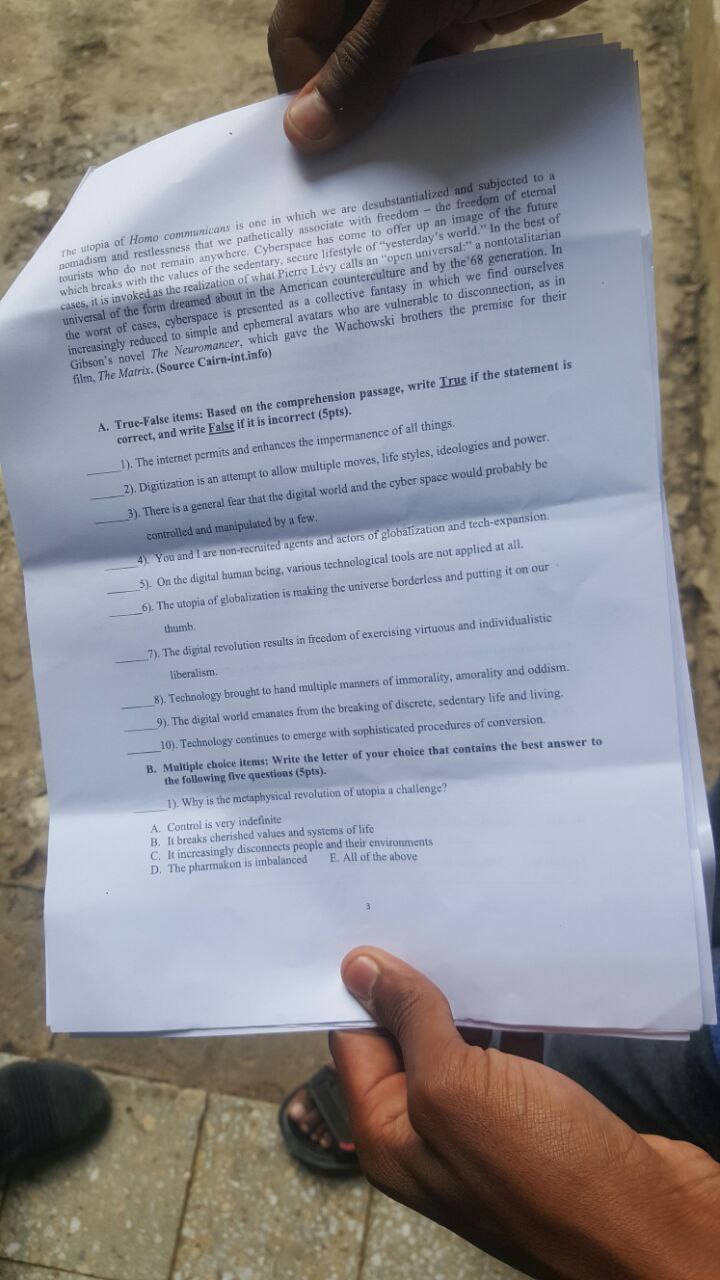 The utopia of Homo communicans is one in which we are desubstantialized and subjected to a
nomadism and restlessness that we pathetically associate with freedom – the freedom of eternal
tourists who do not remain anywhere. Cyberspace has come to offer up an image of the future
which breaks with the values of the sedentary, secure lifestyle of “yesterday’s world.” In the best of
cases, it is invoked as the realization of what Pierre Lévy calls an “open universal:” a nontotalitarian
universal of the form dreamed about in the American counterculture and by the’68 generation. In
the worst of cases, cyberspace is presented as a collective fantasy in which we find ourselves
increasingly reduced to simple and ephemeral avatars who are vulnerable to disconnection, as in
Gibson’s novel The Neuromancer, which gave the Wachowski brothers the premise for their
film, The Matrix. (Source Cairn-int.info)
A. True-False items: Based on the comprehension passage, write True if the statement is
correct, and write False if it is incorrect (5pts).
______1). The internet permits and enhances the impermanence of all things.
______2). Digitization is an attempt to allow multiple moves, life styles, ideologies and power.
______3). There is a general fear that the digital world and the cyber space would probably be
controlled and manipulated by a few.
______4). You and I are non-recruited agents and actors of globalization and tech-expansion.
______5). On the digital human being, various technological tools are not applied at all.
______6). The utopia of globalization is making the universe borderless and putting it on our
thumb.
______7). The digital revolution results in freedom of exercising virtuous and individualistic
liberalism.
______8). Technology brought to hand multiple manners of immorality, amorality and oddism.
______9). The digital world emanates from the breaking of discrete, sedentary life and living.
______10). Technology continues to emerge with sophisticated procedures of conversion.
B. Multiple choice items: Write the letter of your choice that contains the best answer to
the following five questions (5pts).
______1). Why is the metaphysical revolution of utopia a challenge?
A. Control is very indefinite
B. It breaks cherished values and systems of life
C. It increasingly disconnects people and their environments
D. The pharmakon is imbalanced E. All of the above
3